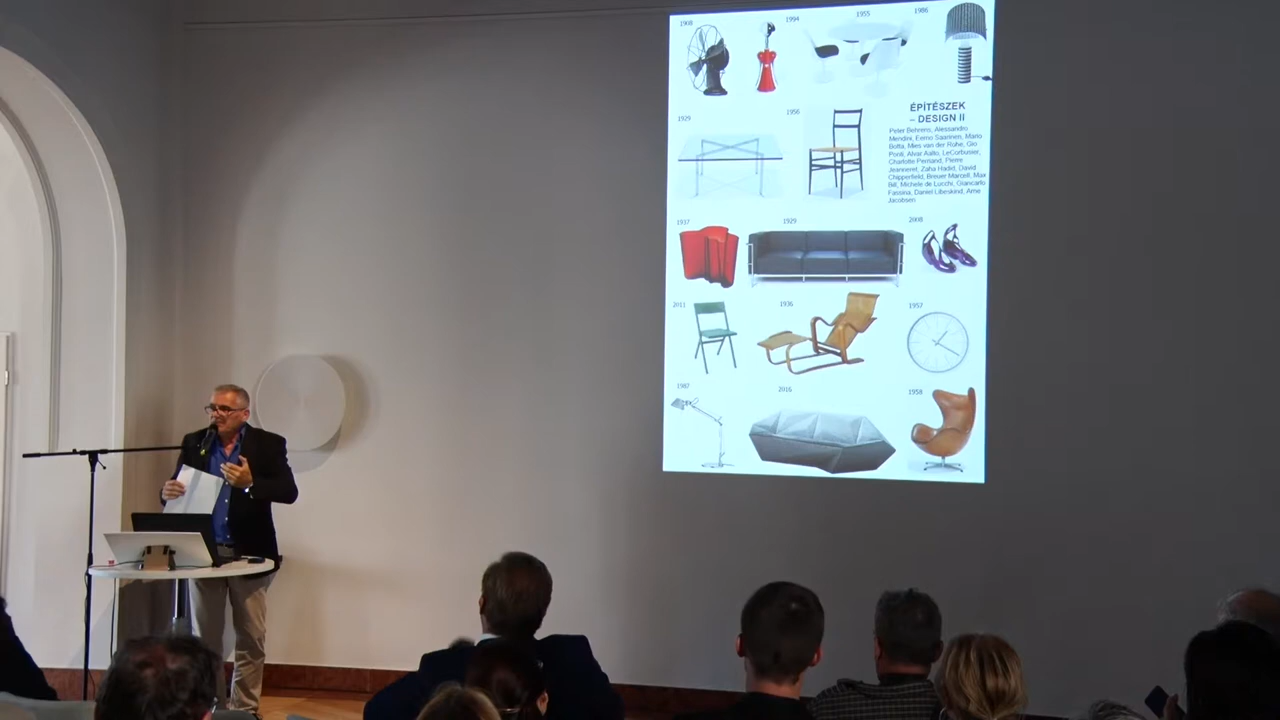 1908
1994
1955
1986
1929
1956
ÉPÍTÉSZEK
– DESIGN II
Peter Behrens, Alessandro
Mendini, Eerno Saarinen, Mario
Botta, Mies van der Rohe, Gio
Ponti, Alvar Aalto, LeCorbusier,
Charlotte Perriand, Pierre
Jeanneret, Zaha Hadid, David
Chipperfield, Breuer Marcell, Max
Bill, Michele de Lucchi, Giancarlo
Fassina, Daniel Libeskind, Arne
Jacobsen
1937
1929
2008
2011
1936
1957
1987
2016
1958